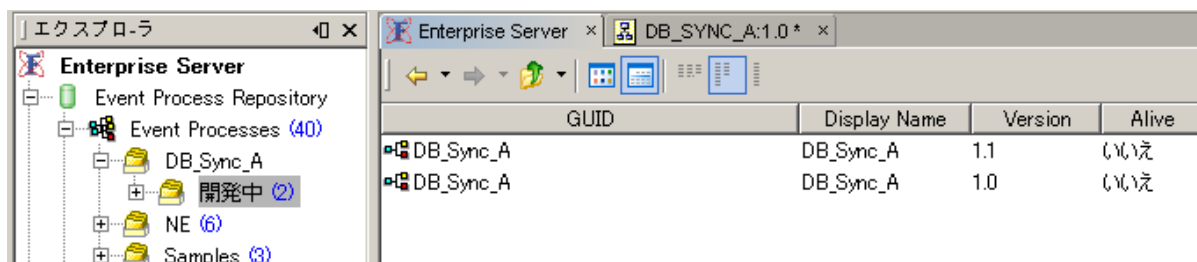 エクスプローラ
Enterprise Server
Event Process Repository
Event Processes (40)
DB_Sync_A
開発中 (2)
NE (6)
Samples (3)
Enterprise Server × DB_SYNC_A:1.0* ×
GUID Display Name Version Alive
DB_Sync_A DB_Sync_A 1.1 いいえ
DB_Sync_A DB_Sync_A 1.0 いいえ